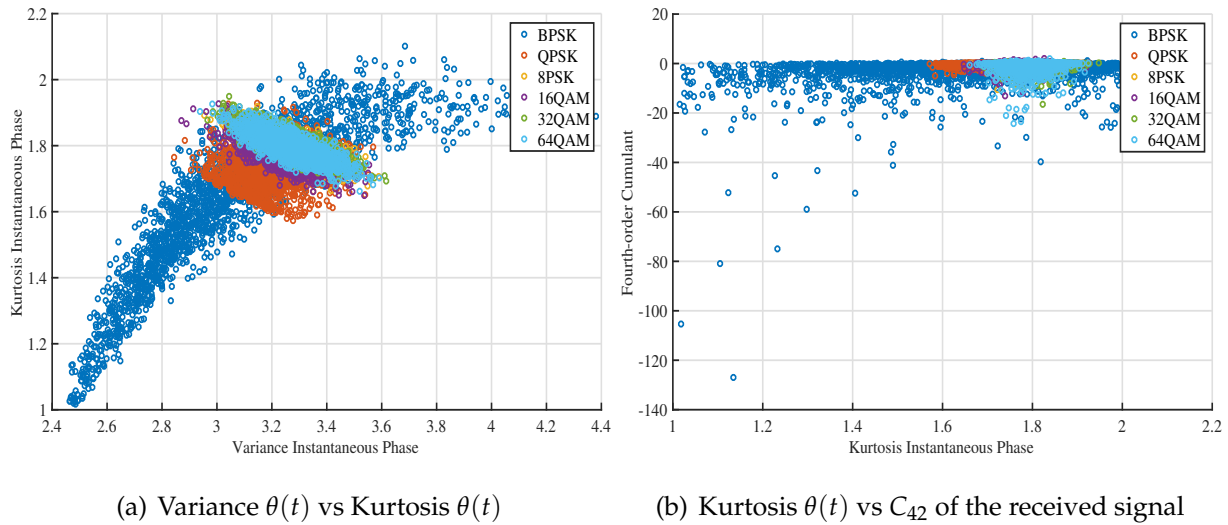 2.2
2
1.8
1.6
1.4
1.2
1
Kurtosis Instantaneous Phase
2.4 2.6 2.8 3 3.2 3.4 3.6 3.8 4 4.2 4.4
Variance Instantaneous Phase
BPSK
QPSK
8PSK
16QAM
32QAM
64QAM
20
0
-20
-40
-60
-80
-100
-120
-140
Fourth-order Cumulant
1 1.2 1.4 1.6 1.8 2 2.2
Kurtosis Instantaneous Phase
BPSK
QPSK
8PSK
16QAM
32QAM
64QAM
(a) Variance θ(t) vs Kurtosis θ(t)
(b) Kurtosis θ(t) vs C₄₂ of the received signal